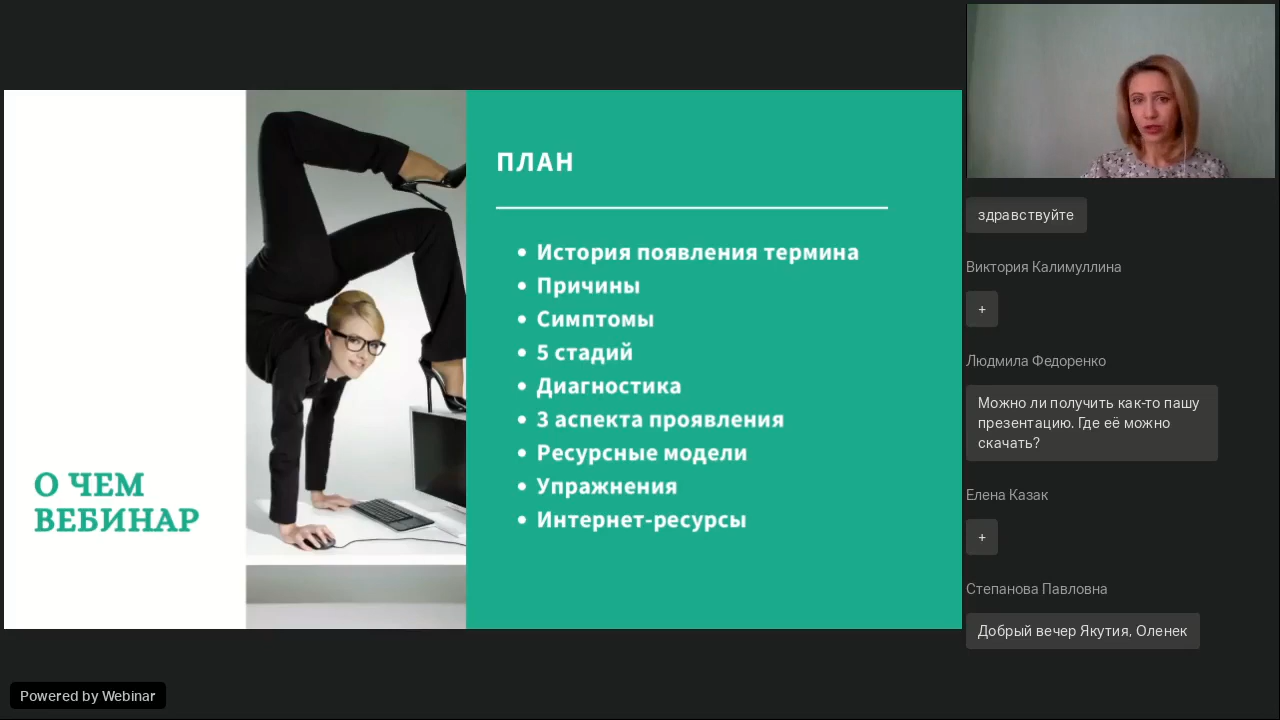 О ЧЕМ
ВЕБИНАР
ПЛАН
• История появления термина
• Причины
• Симптомы
• 5 стадий
• Диагностика
• 3 аспекта проявления
• Ресурсные модели
• Упражнения
• Интернет-ресурсы
здравствуйте
Виктория Калимуллина
+
Людмила Федоренко
Можно ли получить как-то пашу
презентацию. Где её можно
скачать?
Елена Казак
+
Степанова Павловна
Добрый вечер Якутия, Оленек
Powered by Webinar